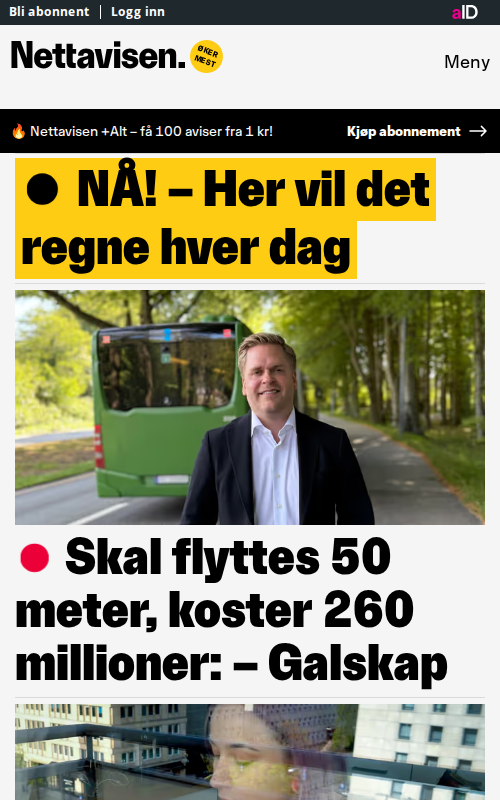 Bli abonnent | Logg inn
aID
Nettavisen.
ØKER
MEST
Meny
🔥 Nettavisen +Alt – få 100 aviser fra 1 kr!
Kjøp abonnement →
● NÅ! – Her vil det
regne hver dag
Skal flyttes 50
meter, koster 260
millioner: – Galskap